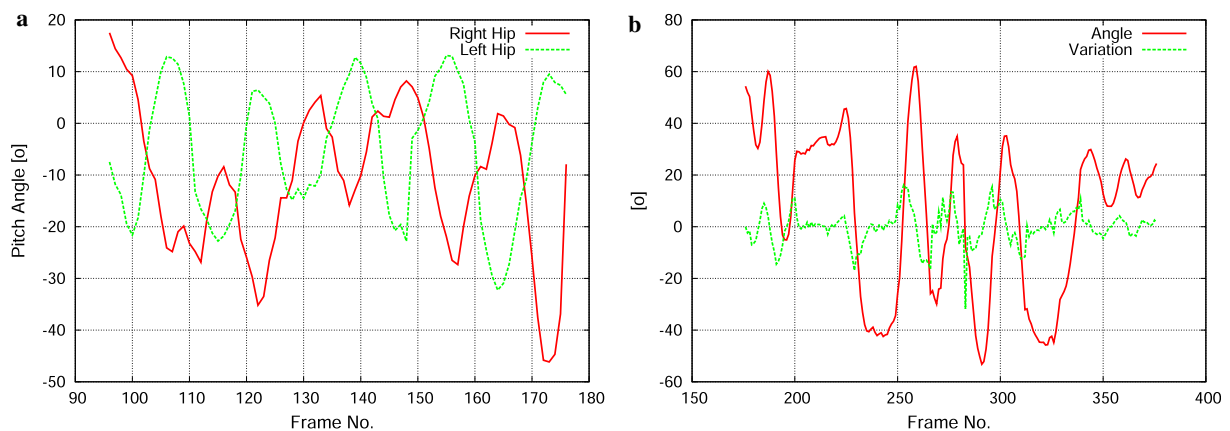 a
20
10
0
-10
-20
-30
-40
-50
Pitch Angle [o]
Right Hip
Left Hip
90 100 110 120 130 140 150 160 170 180
Frame No.
b
80
60
40
20
0
-20
-40
-60
[o]
Angle
Variation
150 200 250 300 350 400
Frame No.